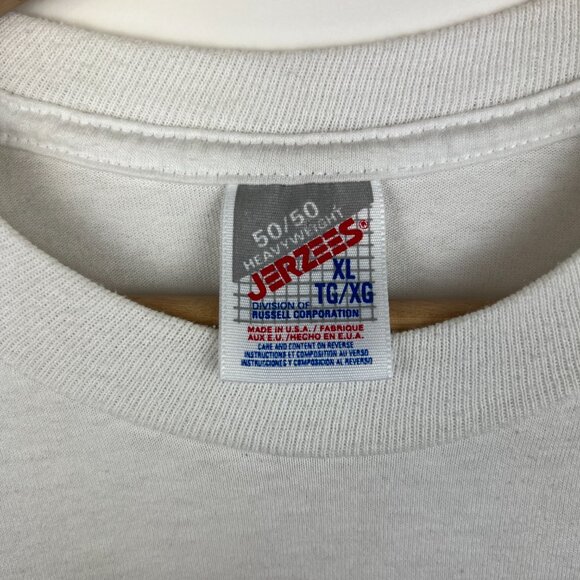 50/50
HEAVYWEIGHT
JERZEES®
XL
TG/XG
DIVISION OF
RUSSELL CORPORATION
MADE IN U.S.A. / FABRIQUE
AUX E.U. /HECHO EN E.U.A.
CARE AND CONTENT ON REVERSE
INSTRUCTIONS ET COMPOSITION AU VERSO
INSTRUCCIONES Y COMPOSICION AL REVERSO